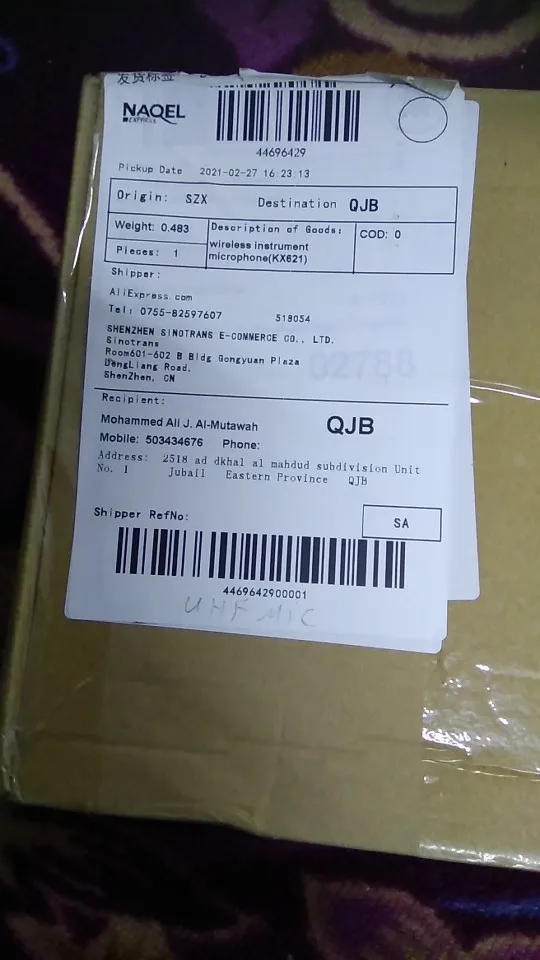 发货标签
NAQEL
EXPRESS
44696429
Pickup Date 2021-02-27 16:23:13
Origin: SZX Destination QJB
Weight: 0.483 Description of Goods: COD: 0
wireless instrument
Pieces: 1 microphone(KX621)
Shipper:
AliExpress.com
Tel: 0755-82597607 518054
SHENZHEN SINOTRANS E-COMMERCE CO., LTD.
Sinotrans
Room601-602 B Bldg Gongyuan Plaza
DengLiang Road.
ShenZhen, CN
02788
Recipient:
Mohammed Ali J. Al-Mutawah QJB
Mobile: 503434676 Phone:
Address: 2518 ad dkhal al mahdud subdivision Unit
No. 1 Jubail Eastern Province QJB
Shipper RefNo:
SA
4469642900001
UHF MIC